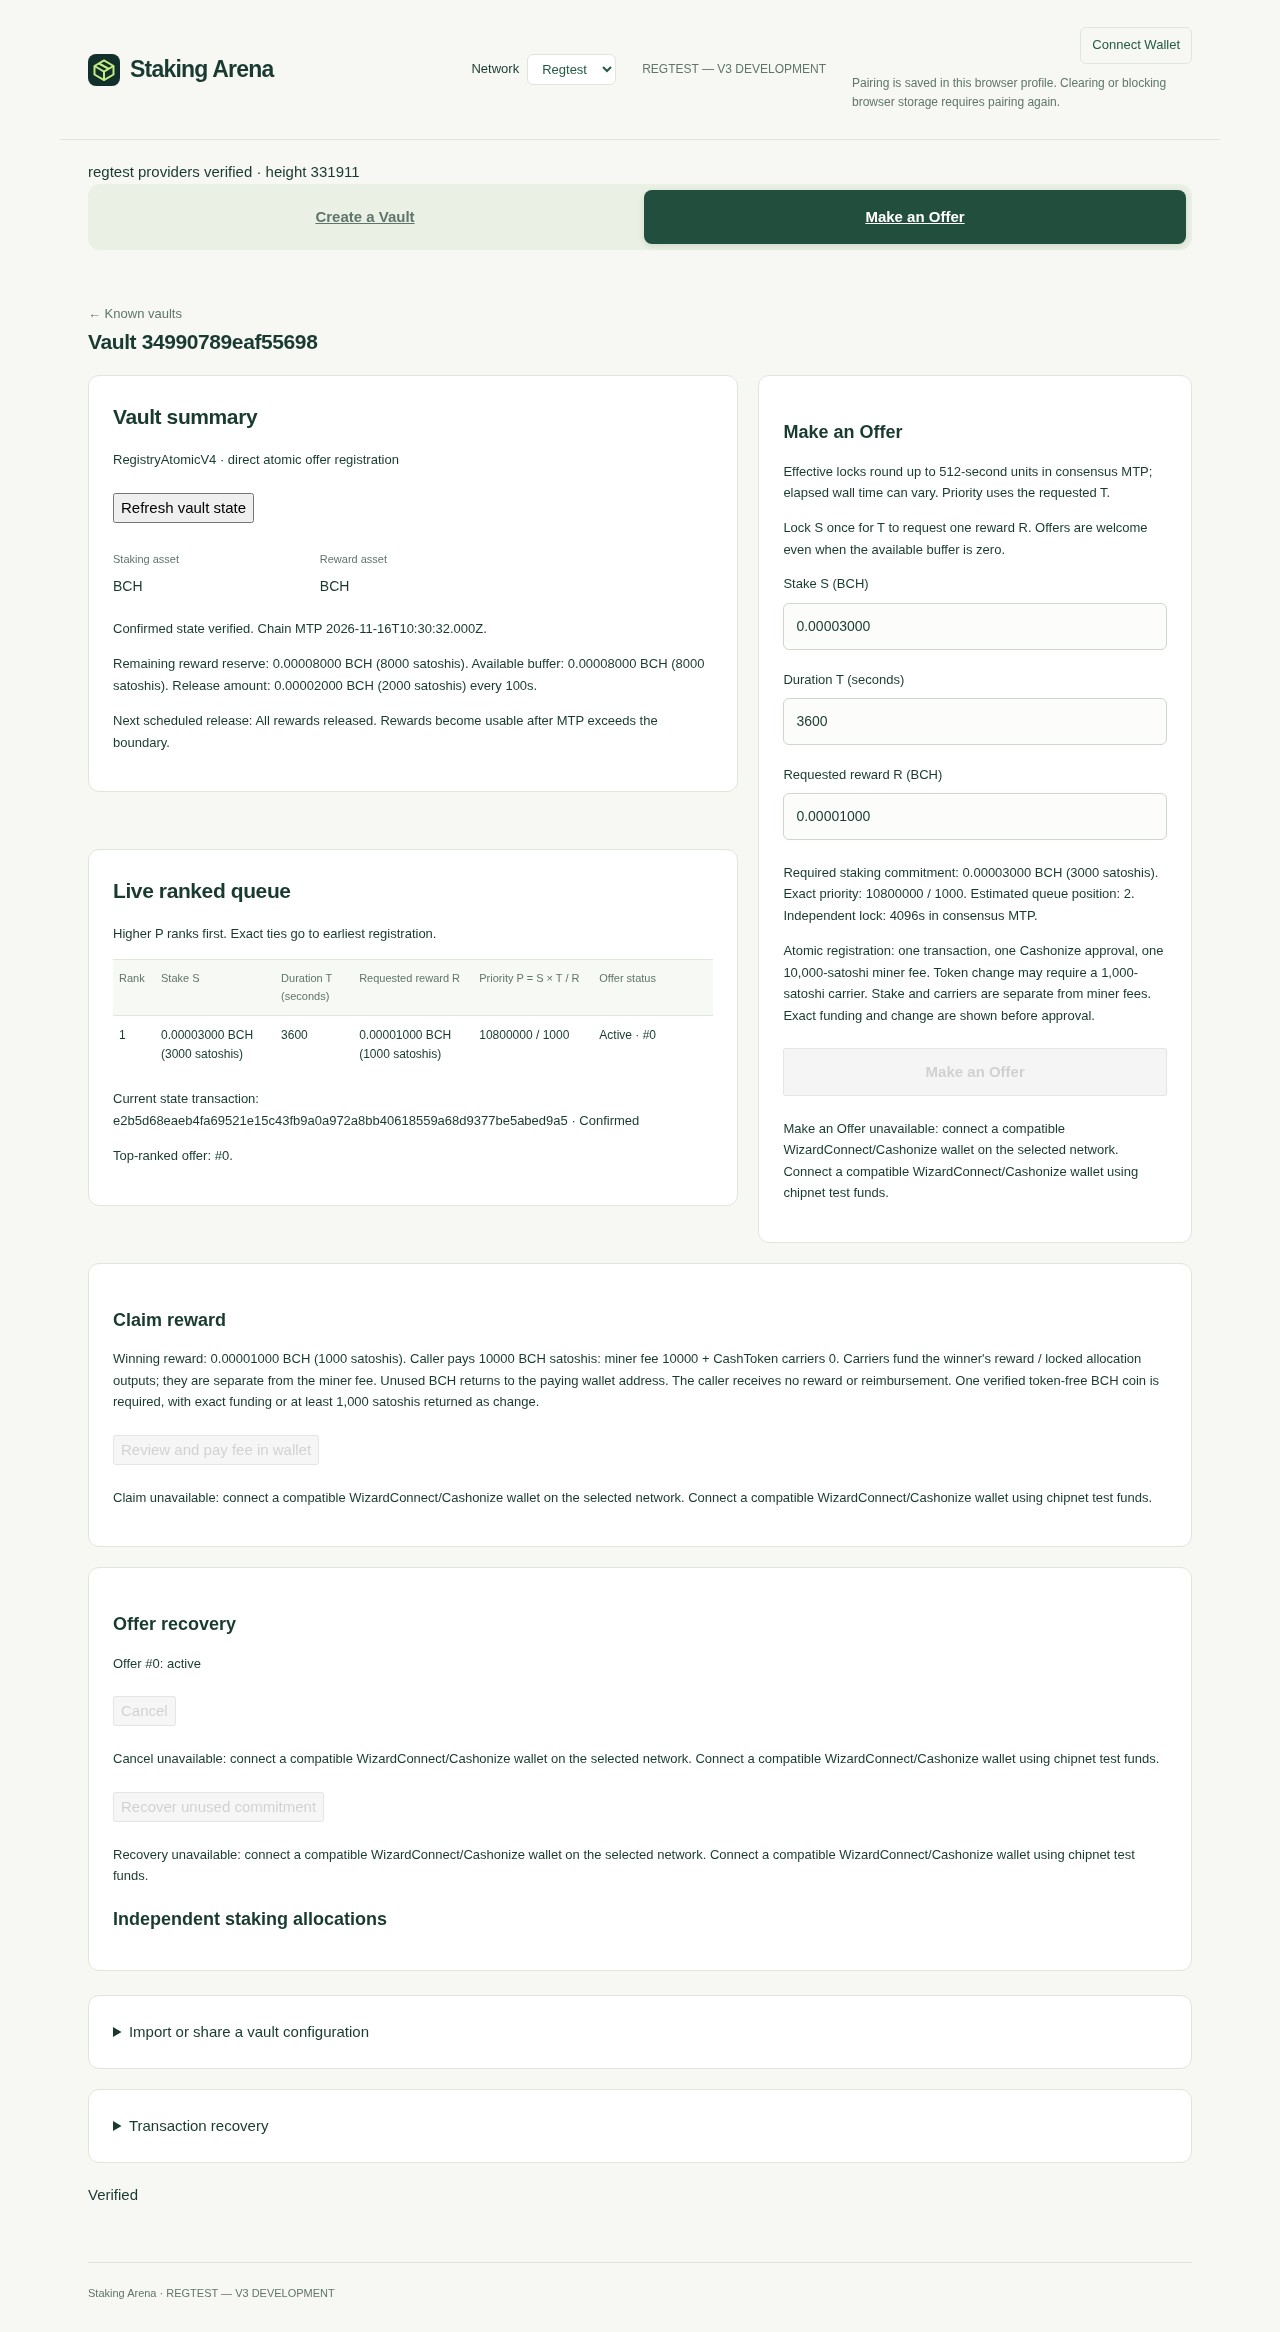 Staking Arena
Network
Regtest
REGTEST — V3 DEVELOPMENT
Connect Wallet
Pairing is saved in this browser profile. Clearing or blocking
browser storage requires pairing again.
regtest providers verified · height 331911
Create a Vault
Make an Offer
← Known vaults
Vault 34990789eaf55698
Vault summary
RegistryAtomicV4 · direct atomic offer registration
Refresh vault state
Staking asset
Reward asset
BCH
BCH
Confirmed state verified. Chain MTP 2026-11-16T10:30:32.000Z.
Remaining reward reserve: 0.00008000 BCH (8000 satoshis). Available buffer: 0.00008000 BCH (8000
satoshis). Release amount: 0.00002000 BCH (2000 satoshis) every 100s.
Next scheduled release: All rewards released. Rewards become usable after MTP exceeds the
boundary.
Live ranked queue
Higher P ranks first. Exact ties go to earliest registration.
Rank
Stake S
Duration T
(seconds)
Requested reward R
Priority P = S × T / R
Offer status
1
0.00003000 BCH
(3000 satoshis)
3600
0.00001000 BCH
(1000 satoshis)
10800000 / 1000
Active · #0
Current state transaction:
e2b5d68eaeb4fa69521e15c43fb9a0a972a8bb40618559a68d9377be5abed9a5 · Confirmed
Top-ranked offer: #0.
Make an Offer
Effective locks round up to 512-second units in consensus MTP;
elapsed wall time can vary. Priority uses the requested T.
Lock S once for T to request one reward R. Offers are welcome
even when the available buffer is zero.
Stake S (BCH)
0.00003000
Duration T (seconds)
3600
Requested reward R (BCH)
0.00001000
Required staking commitment: 0.00003000 BCH (3000 satoshis).
Exact priority: 10800000 / 1000. Estimated queue position: 2.
Independent lock: 4096s in consensus MTP.
Atomic registration: one transaction, one Cashonize approval, one
10,000-satoshi miner fee. Token change may require a 1,000-
satoshi carrier. Stake and carriers are separate from miner fees.
Exact funding and change are shown before approval.
Make an Offer
Make an Offer unavailable: connect a compatible
WizardConnect/Cashonize wallet on the selected network.
Connect a compatible WizardConnect/Cashonize wallet using
chipnet test funds.
Claim reward
Winning reward: 0.00001000 BCH (1000 satoshis). Caller pays 10000 BCH satoshis: miner fee 10000 + CashToken carriers 0. Carriers fund the winner's reward / locked allocation
outputs; they are separate from the miner fee. Unused BCH returns to the paying wallet address. The caller receives no reward or reimbursement. One verified token-free BCH coin is
required, with exact funding or at least 1,000 satoshis returned as change.
Review and pay fee in wallet
Claim unavailable: connect a compatible WizardConnect/Cashonize wallet on the selected network. Connect a compatible WizardConnect/Cashonize wallet using chipnet test funds.
Offer recovery
Offer #0: active
Cancel
Cancel unavailable: connect a compatible WizardConnect/Cashonize wallet on the selected network. Connect a compatible WizardConnect/Cashonize wallet using chipnet test funds.
Recover unused commitment
Recovery unavailable: connect a compatible WizardConnect/Cashonize wallet on the selected network. Connect a compatible WizardConnect/Cashonize wallet using chipnet test
funds.
Independent staking allocations
▶ Import or share a vault configuration
▶ Transaction recovery
Verified
Staking Arena · REGTEST — V3 DEVELOPMENT